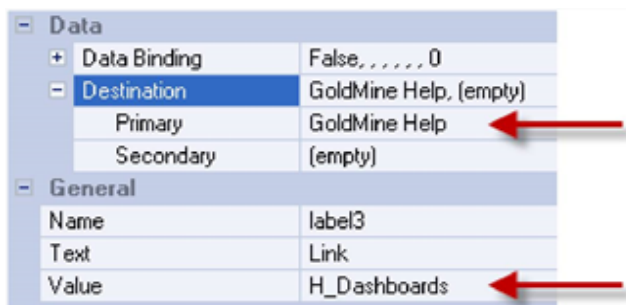 Data
Data Binding False, , , , , , 0
Destination GoldMine Help, (empty)
Primary GoldMine Help
Secondary (empty)
General
Name label3
Text Link
Value H_Dashboards